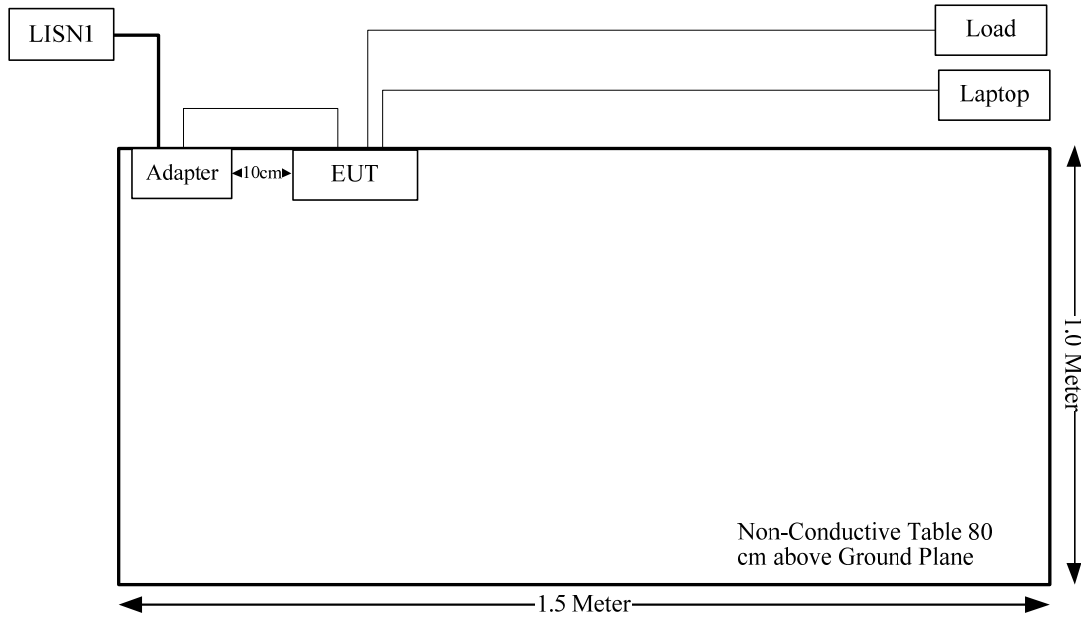 LISN1
Load
Laptop
Adapter
10cm
EUT
1.0 Meter
Non-Conductive Table 80
cm above Ground Plane
1.5 Meter